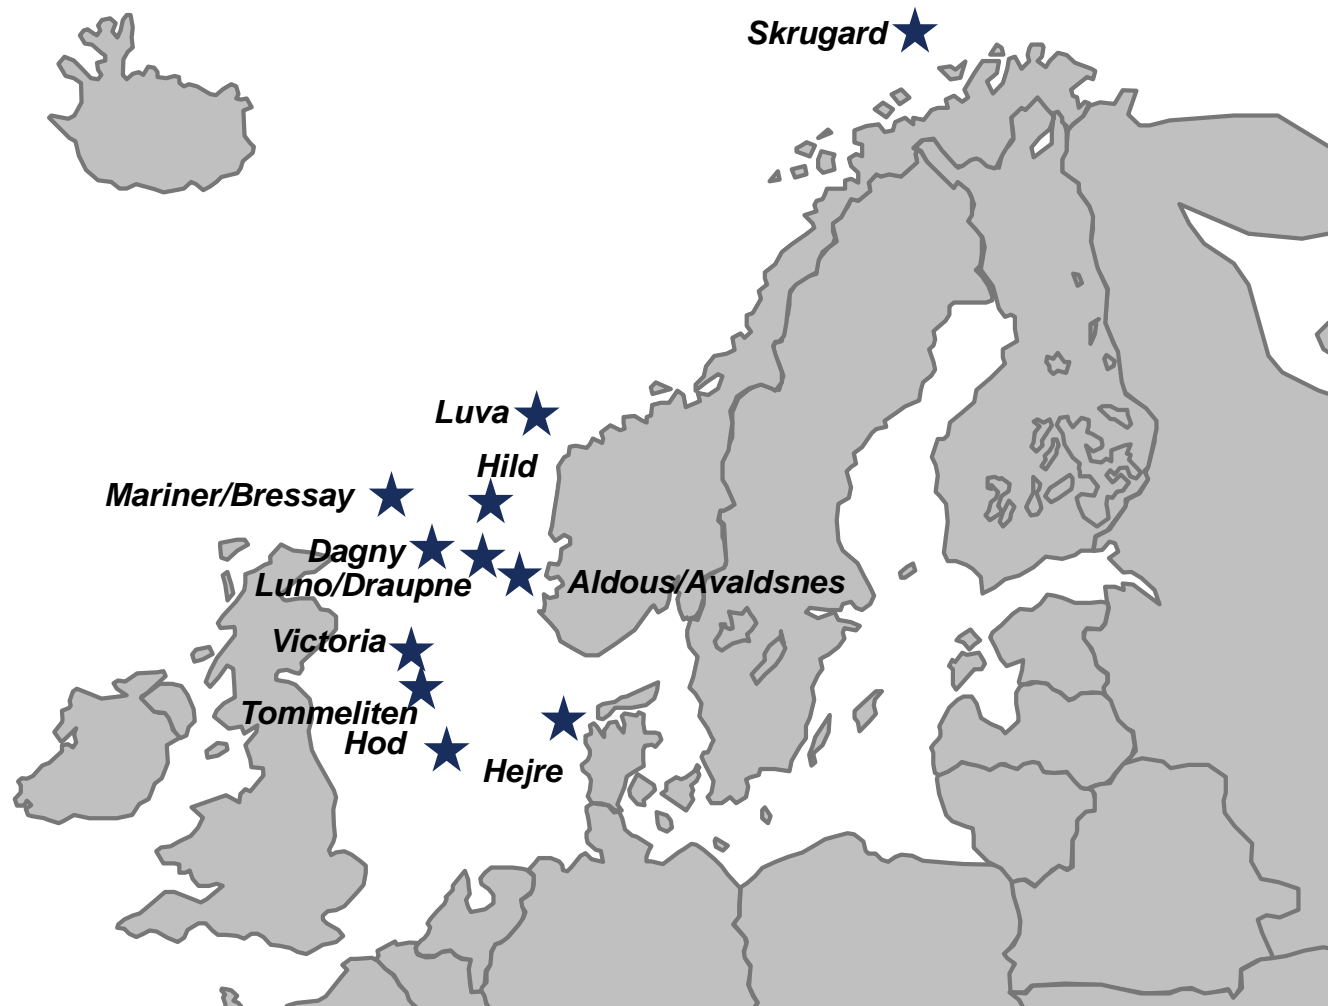 Skrugard
Luva
Hild
Mariner/Bressay
Dagny
Luno/Draupne
Aldous/Avaldsnes
Victoria
Tommeliten
Hod
Hejre